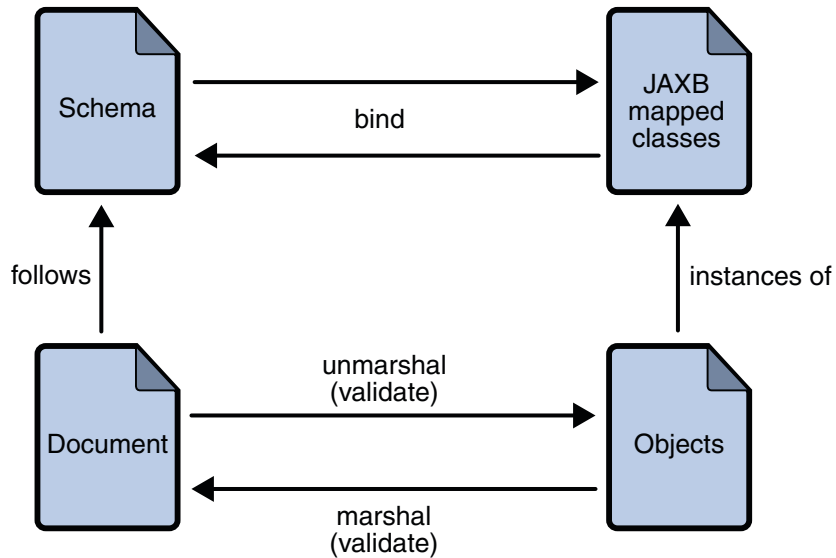 Schema
bind
JAXB
mapped
classes
follows
instances of
Document
unmarshal
(validate)
Objects
marshal
(validate)